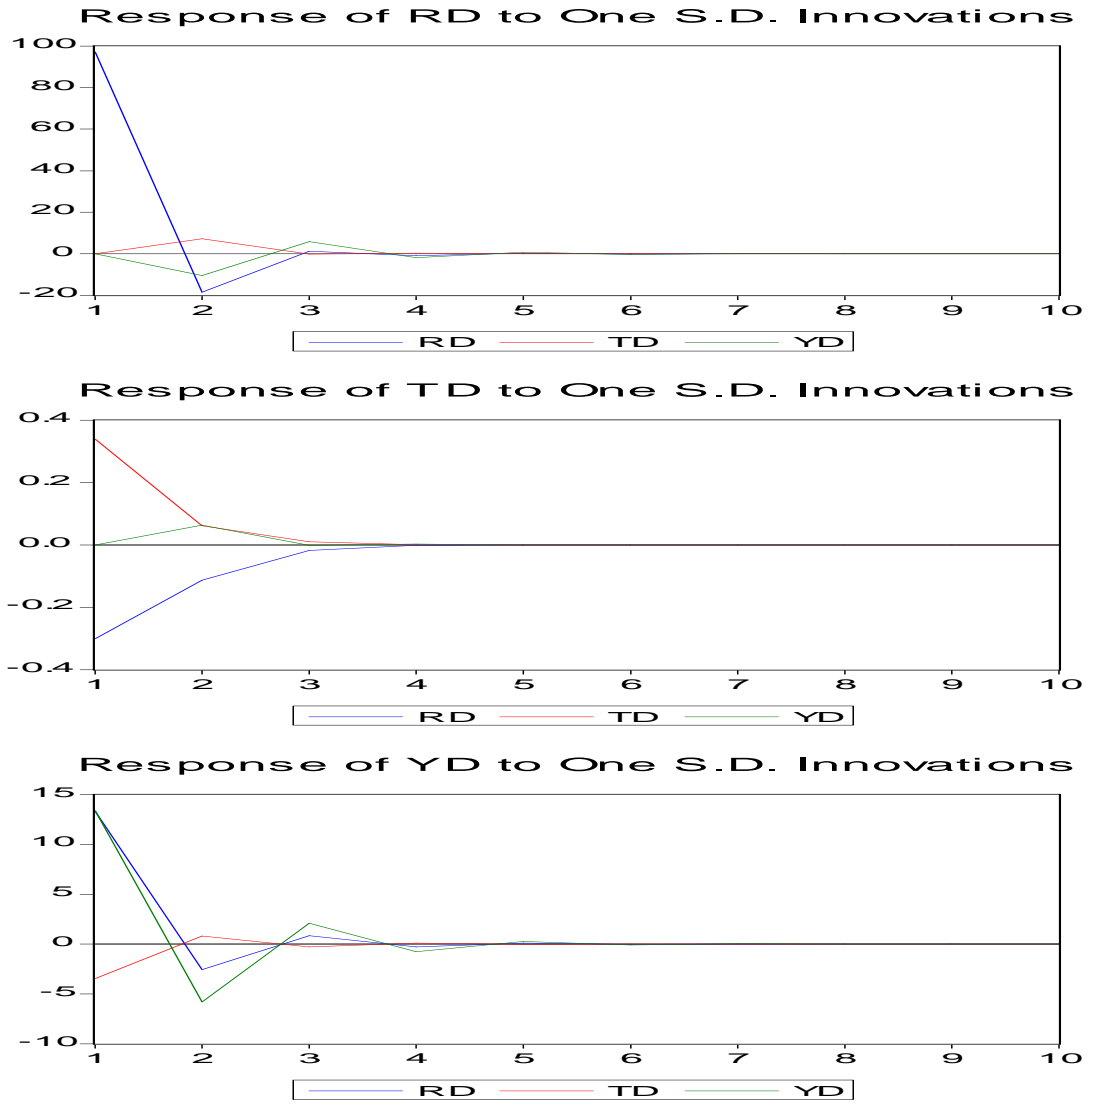 Response of RD to One S.D. Innovations
100
80
60
40
20
0
-20
1 2 3 4 5 6 7 8 9 10
RD TD YD
Response of TD to One S.D. Innovations
0.4
0.2
0.0
-0.2
-0.4
1 2 3 4 5 6 7 8 9 10
RD TD YD
Response of YD to One S.D. Innovations
15
10
5
0
-5
-10
1 2 3 4 5 6 7 8 9 10
RD TD YD